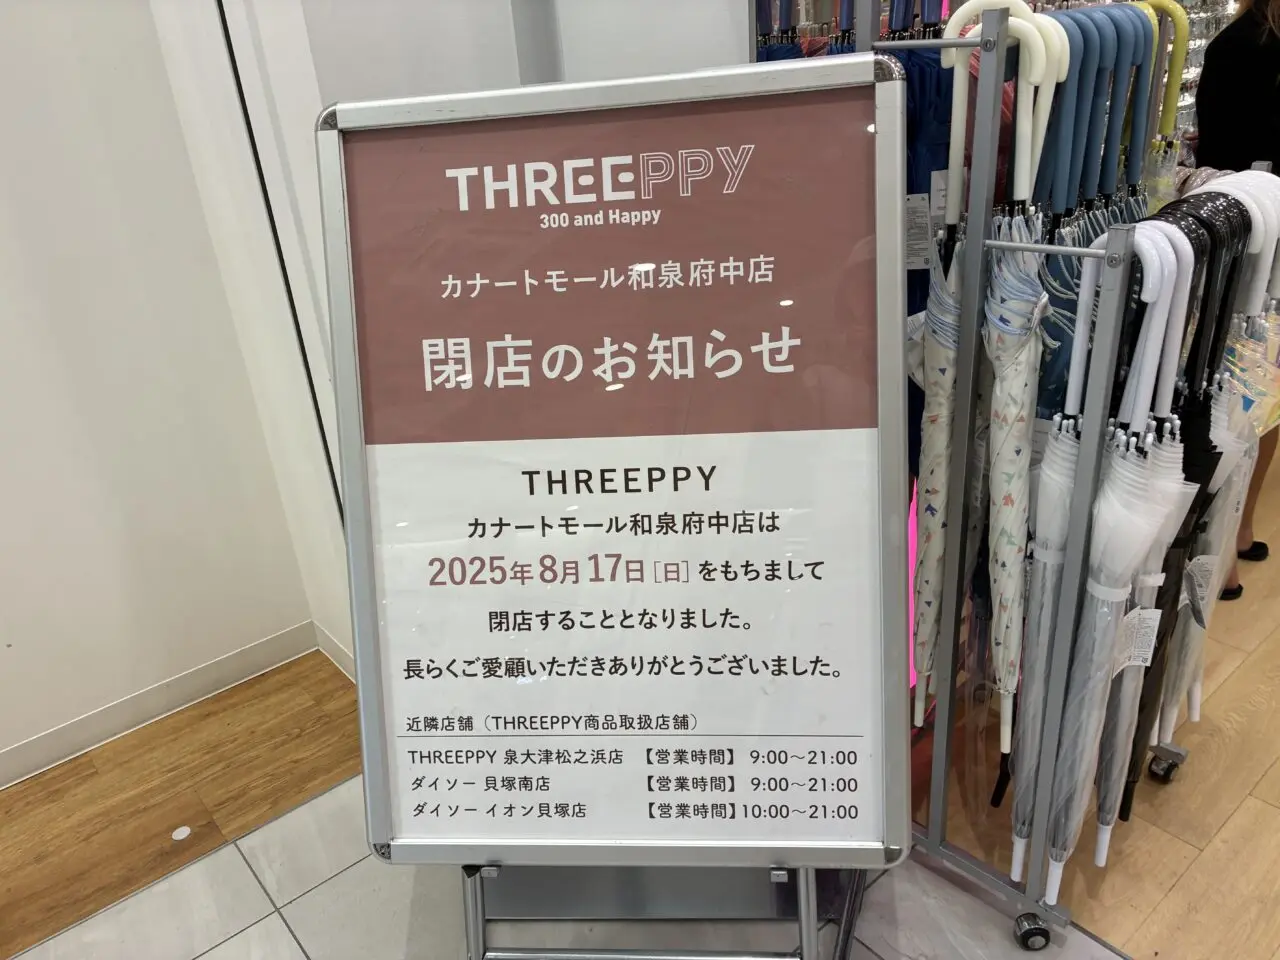 THREEPPY
300 and Happy
カナートモール和泉府中店
閉店のお知らせ
THREEPPY
カナートモール和泉府中店は
2025年8月17日[日]をもちまして
閉店することとなりました。
長らくご愛顧いただきありがとうございました。
近隣店舗（THREEPPY商品取扱店舗）
THREEPPY 泉大津松之浜店 【営業時間】 9:00～21:00
ダイソー 貝塚南店 【営業時間】 9:00～21:00
ダイソー イオン貝塚店 【営業時間】10:00～21:00